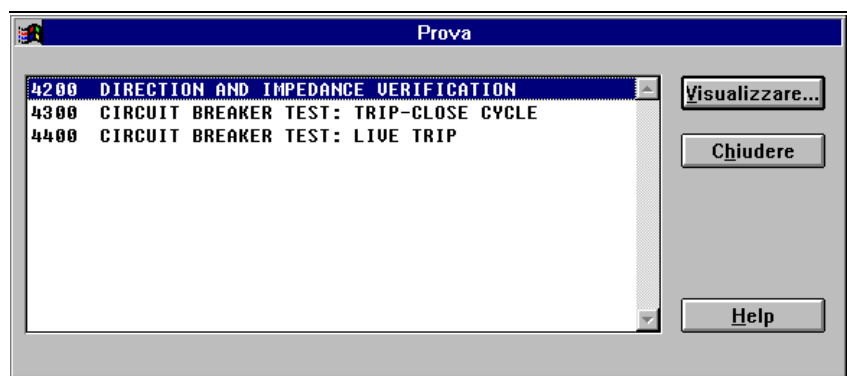 Prova
4200 DIRECTION AND IMPEDANCE VERIFICATION
4300 CIRCUIT BREAKER TEST: TRIP-CLOSE CYCLE
4400 CIRCUIT BREAKER TEST: LIVE TRIP
Visualizzare...
Chiudere
Help